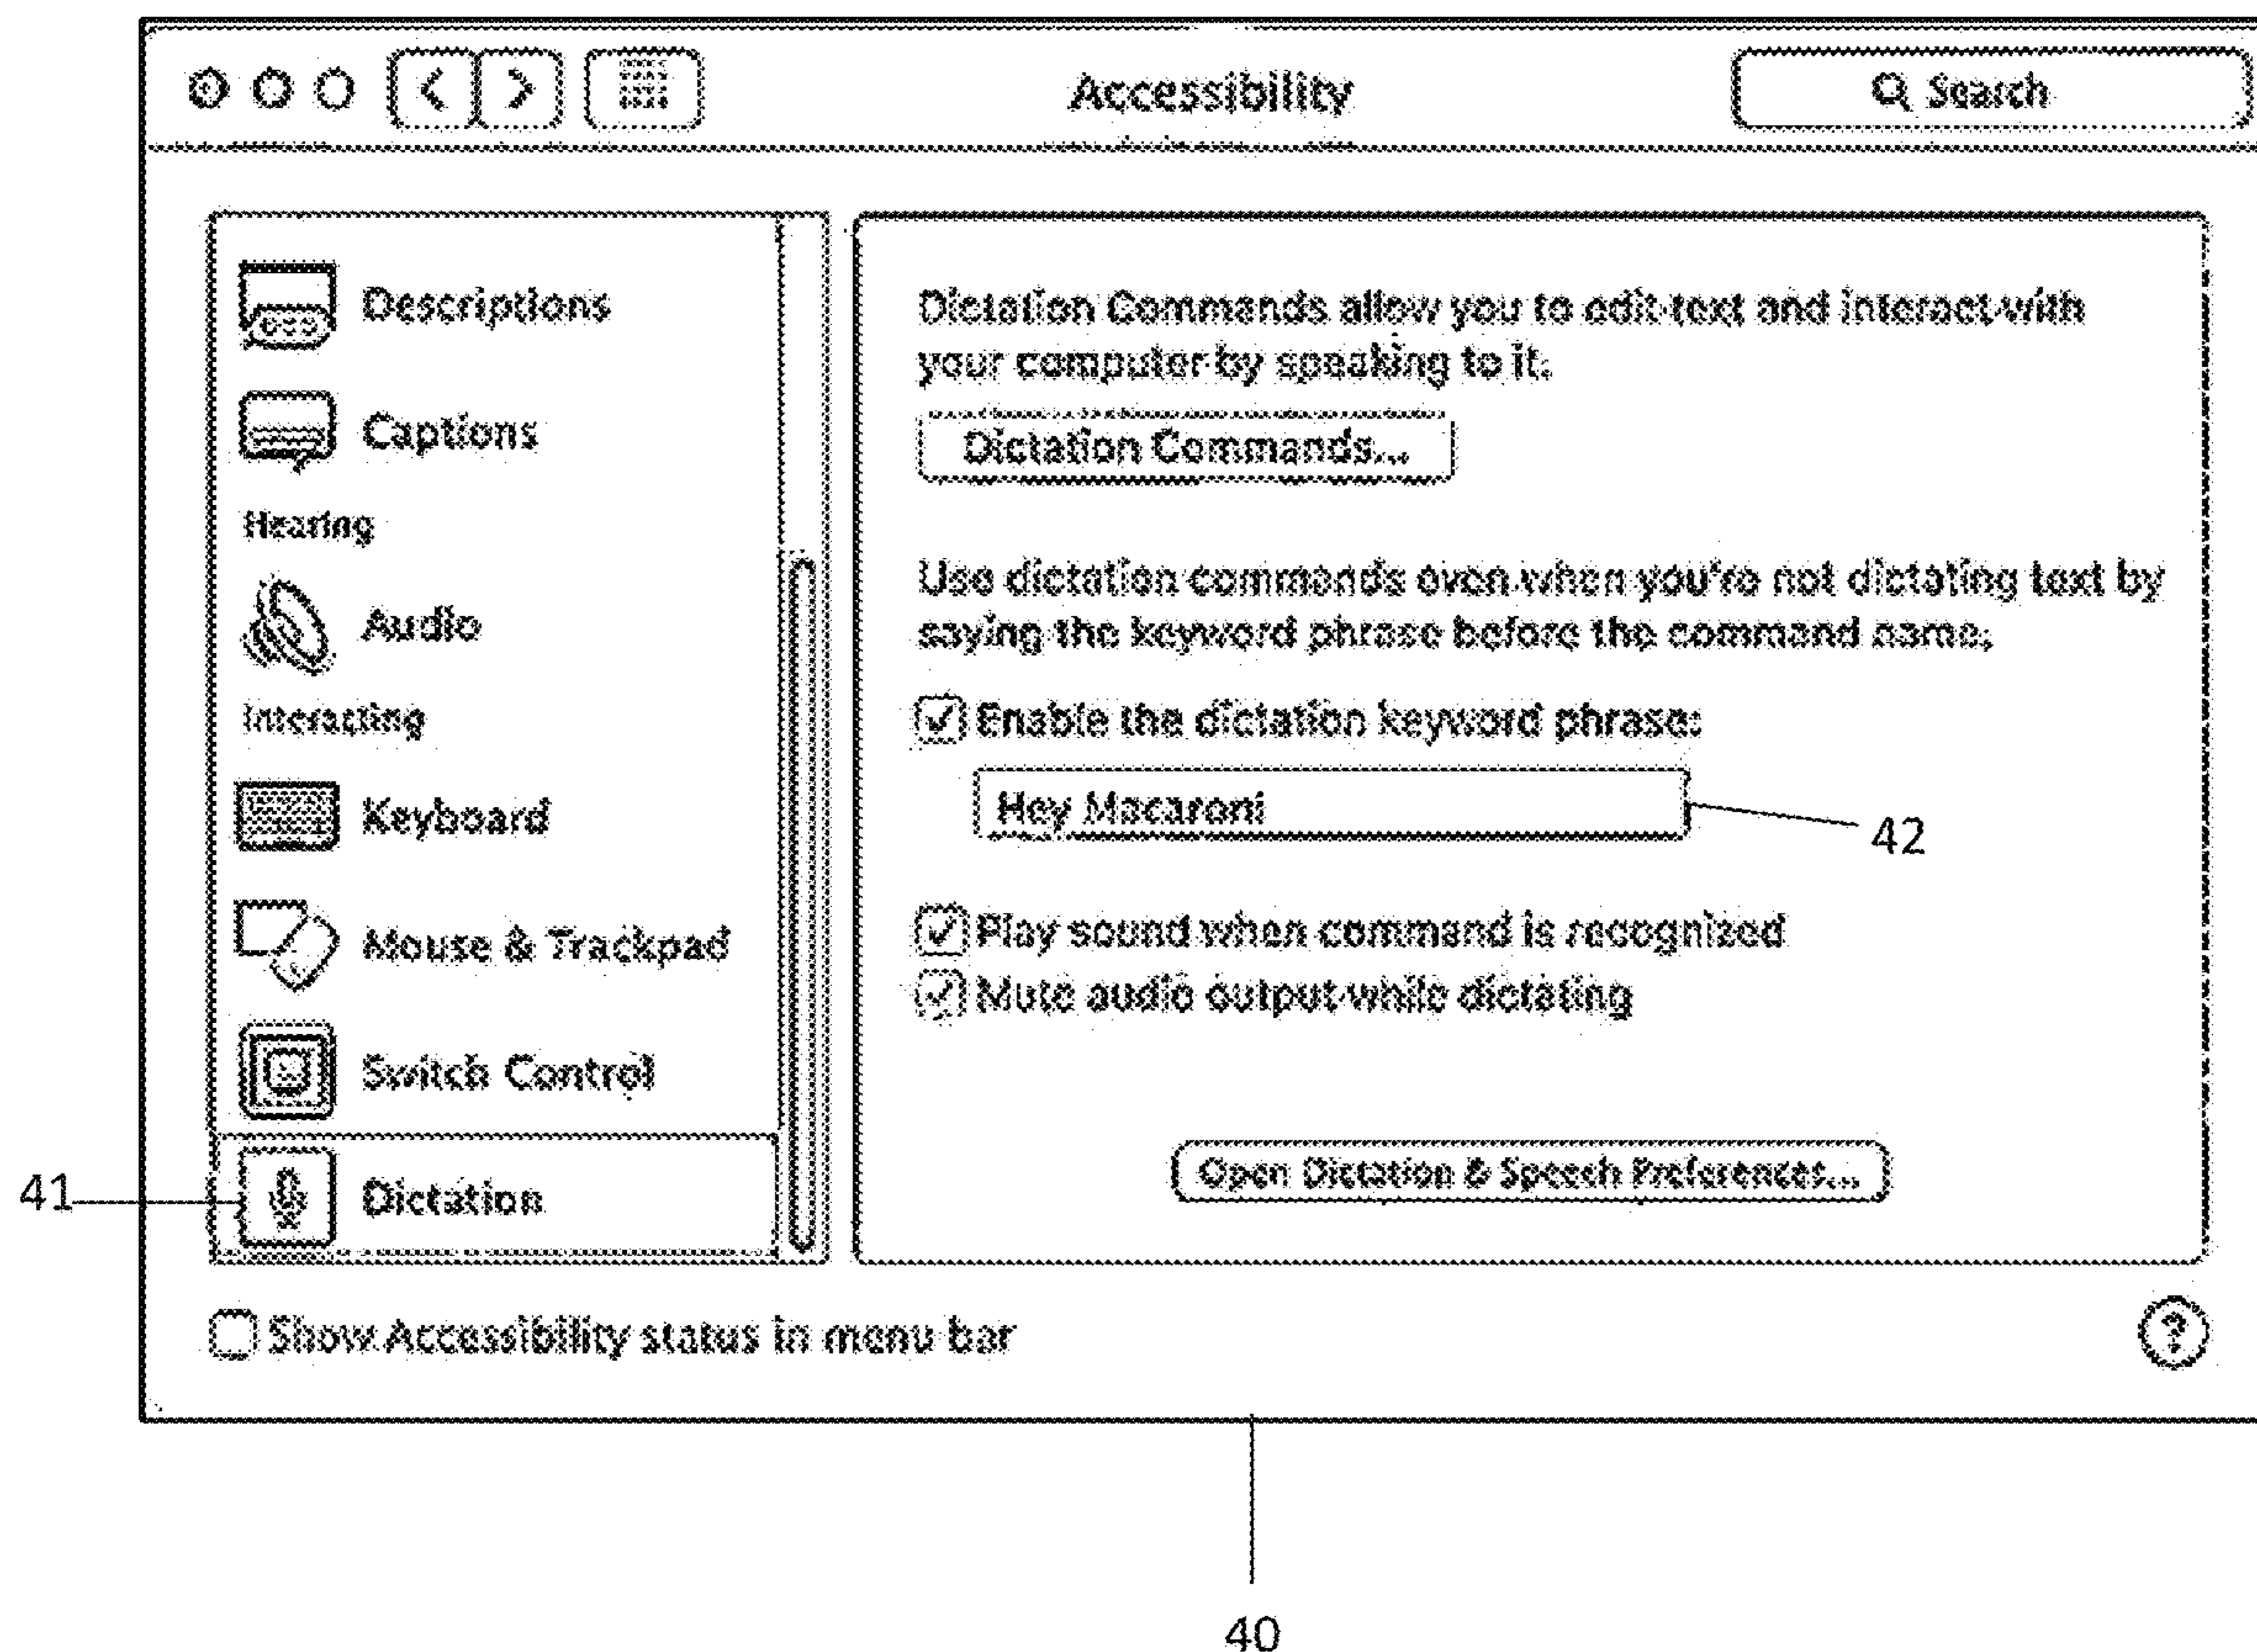 Accessibility
Search
Descriptions
Captions
Hearing
Audio
Interacting
Keyboard
Mouse & Trackpad
Switch Control
Dictation
41
Dictation Commands allow you to edit text and interact with
your computer by speaking to it.
Dictation Commands...
Use dictation commands even when you're not dictating text by
saying the keyword phrase before the command name.
Enable the dictation keyword phrase:
Hey Macaroni
42
Play sound when command is recognized
Mute audio output while dictating
Open Dictation & Speech Preferences...
Show Accessibility status in menu bar
?
40